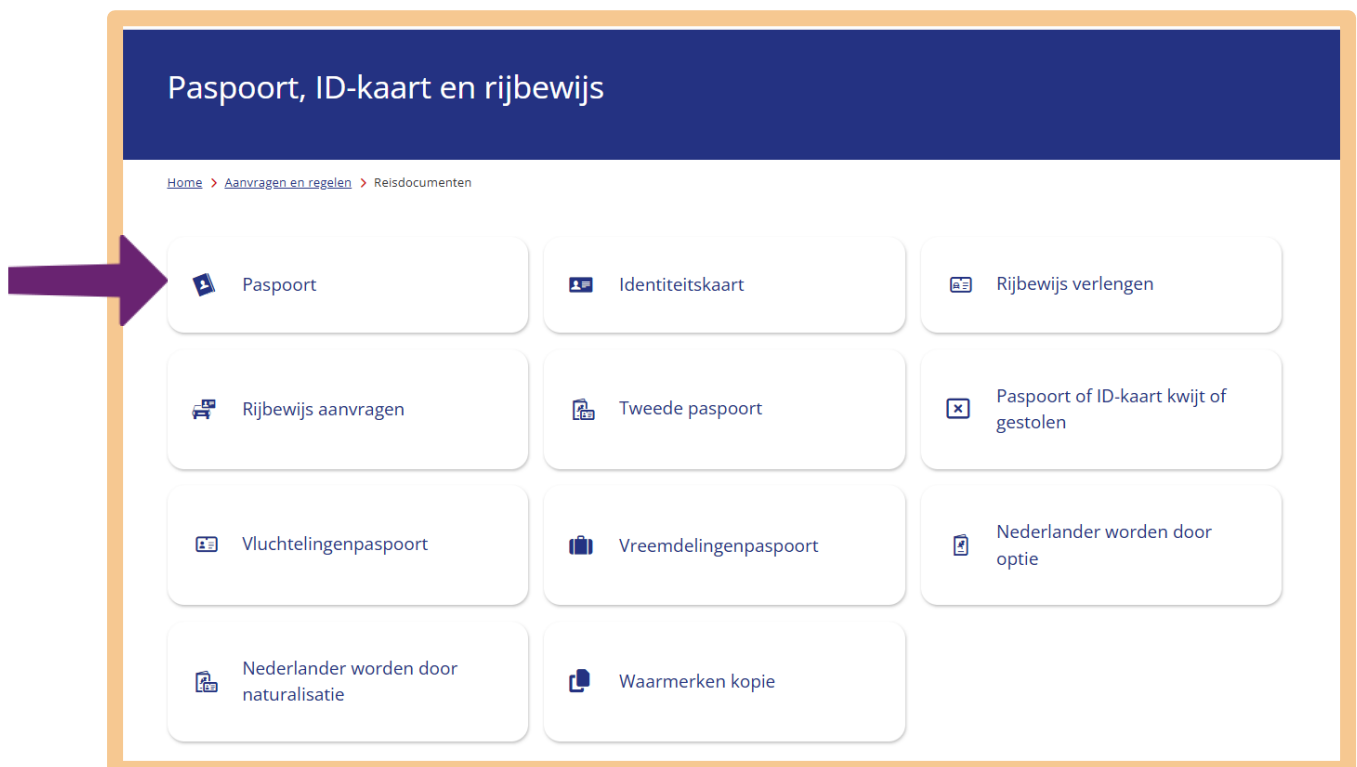 Paspoort, ID-kaart en rijbewijs
Home > Aanvragen en regelen > Reisdocumenten
Paspoort
Identiteitskaart
Rijbewijs verlengen
Rijbewijs aanvragen
Tweede paspoort
Paspoort of ID-kaart kwijt of
gestolen
Vluchtelingenpaspoort
Vreemdelingenpaspoort
Nederlander worden door
optie
Nederlander worden door
naturalisatie
Waarmerken kopie